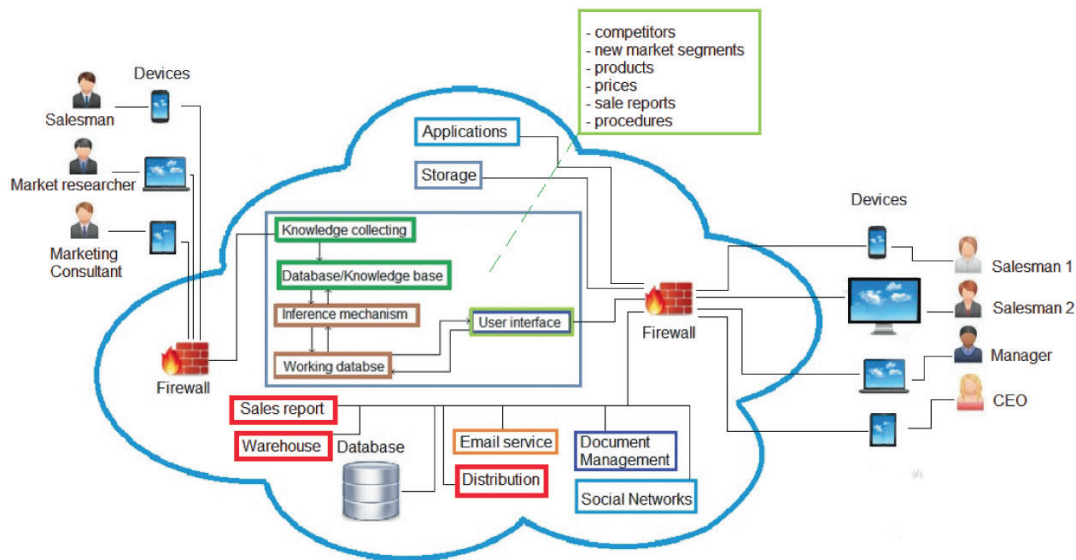 - competitors
- new market segments
- products
- prices
- sale reports
- procedures
Devices
Salesman
Market researcher
Marketing
Consultant
Firewall
Applications
Storage
Knowledge collecting
Database/Knowledge base
Inference mechanism
Working databse
User interface
Firewall
Sales report
Warehouse
Database
Email service
Distribution
Document
Management
Social Networks
Devices
Salesman 1
Salesman 2
Manager
CEO